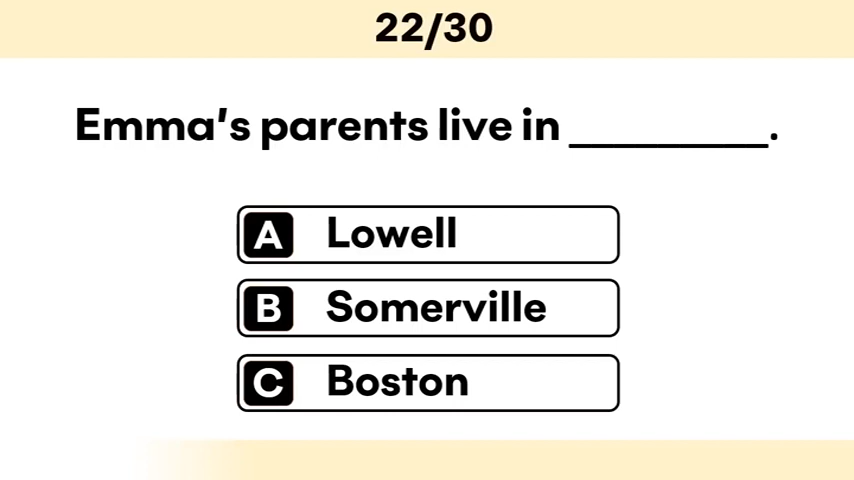 22/30
Emma's parents live in _________.
A Lowell
B Somerville
C Boston